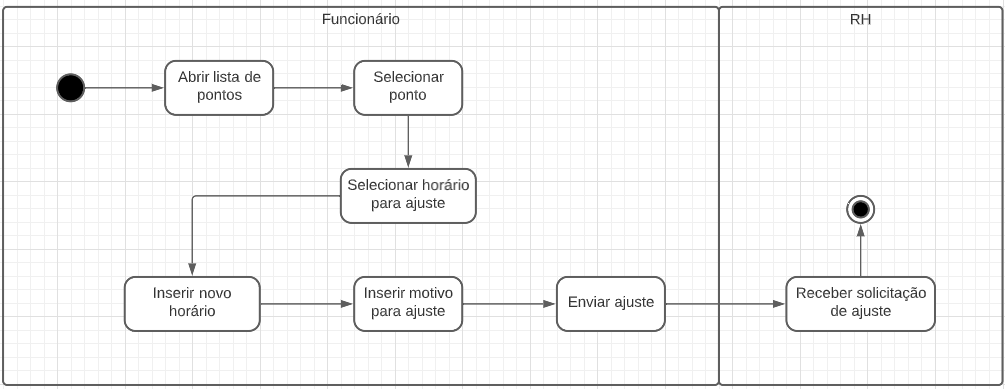 Funcionário
RH
Abrir lista de
pontos
Selecionar
ponto
Selecionar horário
para ajuste
Inserir novo
horário
Inserir motivo
para ajuste
Enviar ajuste
Receber solicitação
de ajuste